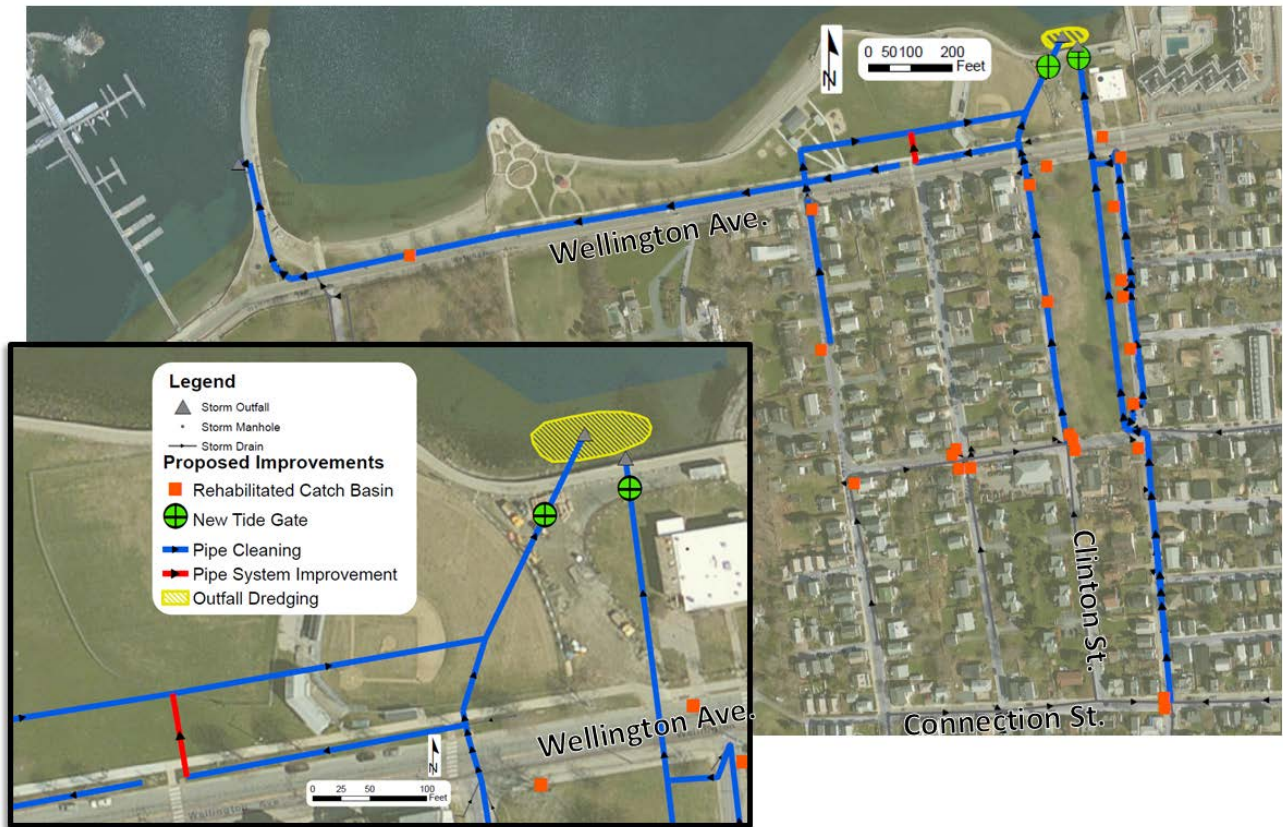 N
0 50100 200
Feet
Wellington Ave.
Clinton St.
Connection St.
Legend
Storm Outfall
Storm Manhole
Storm Drain
Proposed Improvements
Rehabilitated Catch Basin
New Tide Gate
Pipe Cleaning
Pipe System Improvement
Outfall Dredging
Wellington Ave.
N
0 25 50 100
Feet
Wellington Ave